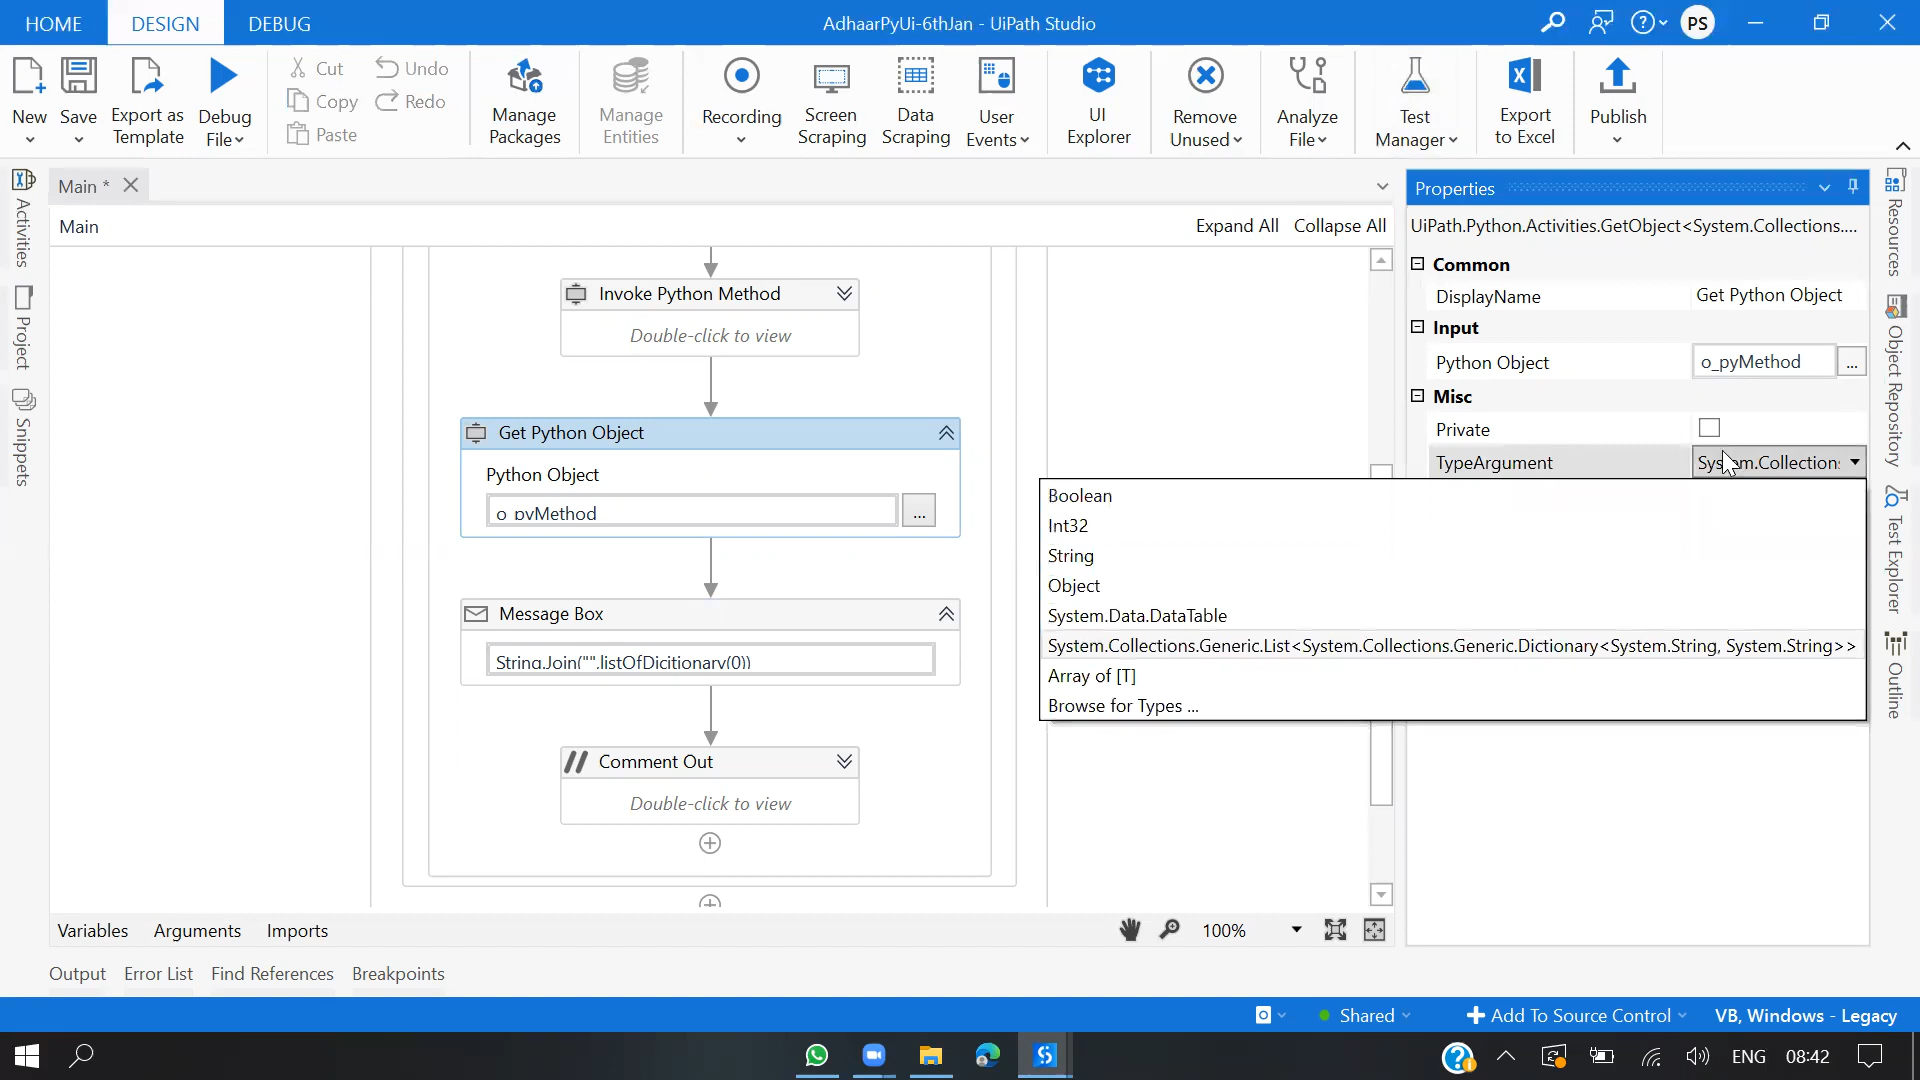 HOME DESIGN DEBUG AdhaarPyUi-6thJan - UiPath Studio PS
New Save Export as Template Debug File Cut Copy Paste Undo Redo Manage Packages Manage Entities Recording Screen Scraping Data Scraping User Events UI Explorer Remove Unused Analyze File Test Manager Export to Excel Publish
Activities
Project
Snippets
Main *
Main Expand All Collapse All
Invoke Python Method
Double-click to view
Get Python Object
Python Object
o_pyMethod ...
Message Box
String.Join("",listOfDicitionary(0))
Comment Out
Double-click to view
Variables Arguments Imports 100%
Properties
UiPath.Python.Activities.GetObject<System.Collections....
Common
DisplayName Get Python Object
Input
Python Object o_pyMethod ...
Misc
Private
TypeArgument System.Collection:
Boolean
Int32
String
Object
System.Data.DataTable
System.Collections.Generic.List<System.Collections.Generic.Dictionary<System.String, System.String>>
Array of [T]
Browse for Types ...
Resources
Object Repository
Test Explorer
Outline
Output Error List Find References Breakpoints
Shared Add To Source Control VB, Windows - Legacy
ENG 08:42